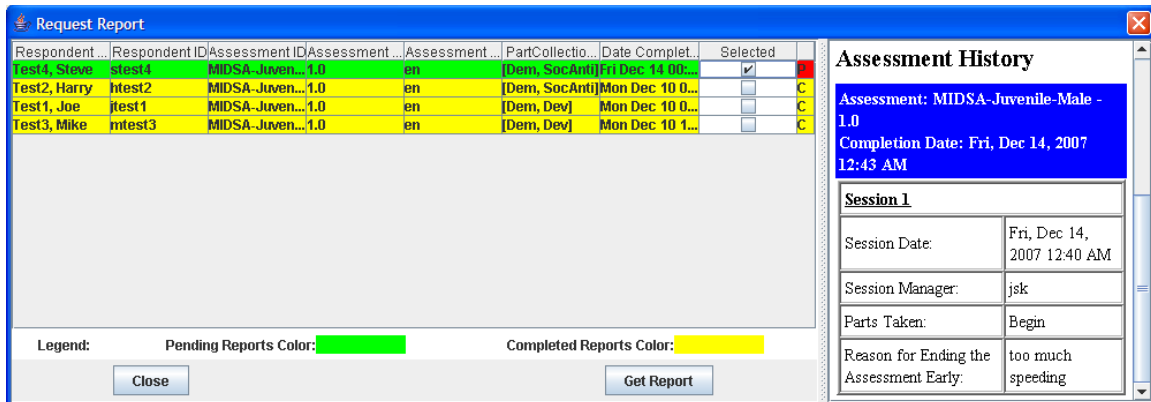 Request Report
Respondent ... Respondent ID Assessment ID Assessment ... Assessment ... PartCollectio... Date Complet... Selected
Test4, Steve stest4 MIDSA-Juven... 1.0 en [Dem, SocAnti] Fri Dec 14 00:... P
Test2, Harry htest2 MIDSA-Juven... 1.0 en [Dem, SocAnti] Mon Dec 10 0... C
Test1, Joe jtest1 MIDSA-Juven... 1.0 en [Dem, Dev] Mon Dec 10 0... C
Test3, Mike mtest3 MIDSA-Juven... 1.0 en [Dem, Dev] Mon Dec 10 1... C
Legend: Pending Reports Color: Completed Reports Color:
Close Get Report
Assessment History
Assessment: MIDSA-Juvenile-Male -
1.0
Completion Date: Fri, Dec 14, 2007
12:43 AM
Session 1
Session Date: Fri, Dec 14,
2007 12:40 AM
Session Manager: jsk
Parts Taken: Begin
Reason for Ending the too much
Assessment Early: speeding